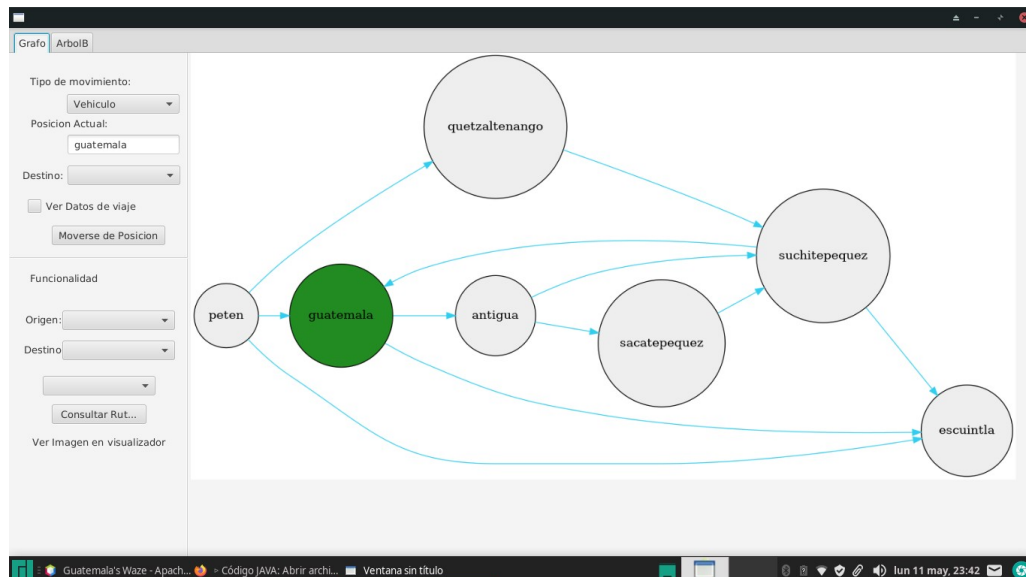 Grafo ArbolB
Tipo de movimiento:
Vehiculo
Posicion Actual:
guatemala
Destino:
Ver Datos de viaje
Moverse de Posicion
Funcionalidad
Origen:
Destino
Consultar Rut...
Ver Imagen en visualizador
quetzaltenango
suchitepequez
peten
guatemala
antigua
sacatepequez
escuintla
Guatemala's Waze - Apach... > Código JAVA: Abrir archi... Ventana sin título lun 11 may, 23:42